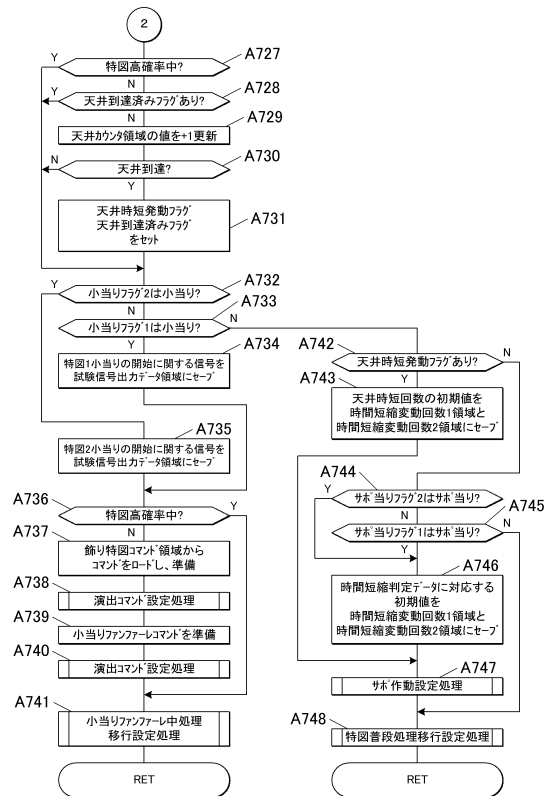 2
Y
特図高確率中?
A727
N
A728
Y
天井到達済みフラグあり?
N
A729
天井カウンタ領域の値を+1更新
A730
N
天井到達?
Y
天井時短発動フラグ
天井到達済みフラグ
をセット
A731
A732
Y
小当りフラグ2は小当り?
N
A733
小当りフラグ1は小当り?
N
Y
A734
特図1小当りの開始に関する信号を
試験信号出力データ領域にセーブ
A735
特図2小当りの開始に関する信号を
試験信号出力データ領域にセーブ
A736
特図高確率中?
Y
A737
N
飾り特図コマンド領域から
コマンドをロードし、準備
A738
演出コマンド設定処理
A739
小当りファンファーレコマンドを準備
A740
演出コマンド設定処理
A741
小当りファンファーレ中処理
移行設定処理
RET
A742
天井時短発動フラグあり?
N
A743
Y
天井時短回数の初期値を
時間短縮変動回数1領域と
時間短縮変動回数2領域にセーブ
A744
Y
サポ当りフラグ2はサポ当り?
A745
N
サポ当りフラグ1はサポ当り?
N
Y
A746
時間短縮判定データに対応する
初期値を
時間短縮変動回数1領域と
時間短縮変動回数2領域にセーブ
A747
サポ作動設定処理
A748
特図普段処理移行設定処理
RET